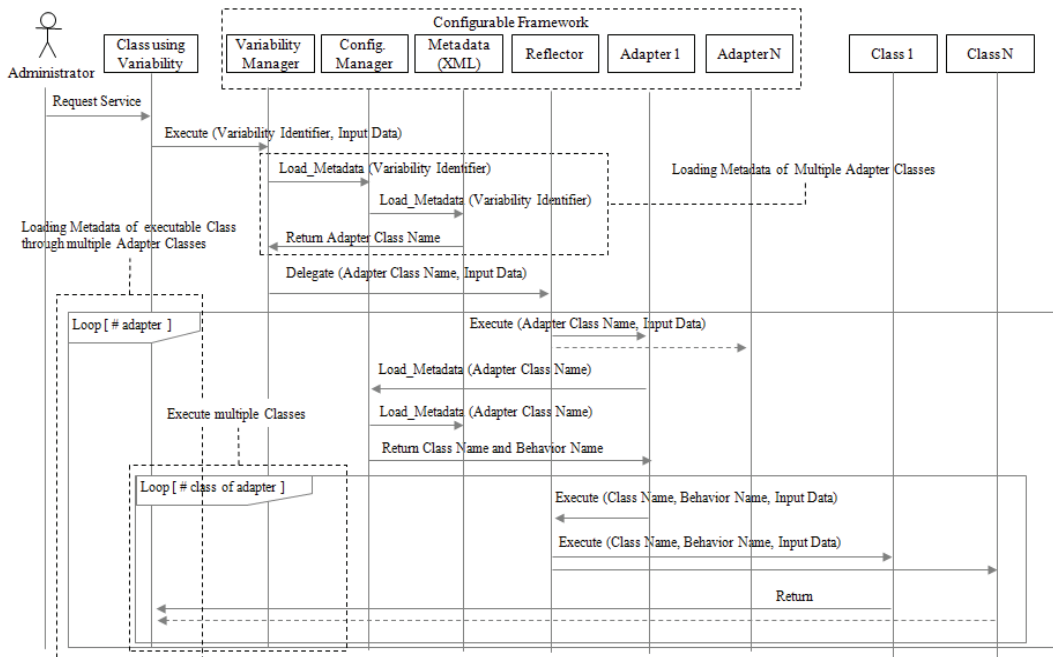 Configurable Framework
Administrator
Class using
Variability
Variability
Manager
Config.
Manager
Metadata
(XML)
Reflector
Adapter 1
Adapter N
Class 1
Class N
Request Service
Execute (Variability Identifier, Input Data)
Load_Metadata (Variability Identifier)
Loading Metadata of Multiple Adapter Classes
Load_Metadata (Variability Identifier)
Loading Metadata of executable Class
through multiple Adapter Classes
Return Adapter Class Name
Delegate (Adapter Class Name, Input Data)
Loop [ # adapter ]
Execute (Adapter Class Name, Input Data)
Load_Metadata (Adapter Class Name)
Execute multiple Classes
Load_Metadata (Adapter Class Name)
Return Class Name and Behavior Name
Loop [ # class of adapter ]
Execute (Class Name, Behavior Name, Input Data)
Execute (Class Name, Behavior Name, Input Data)
Return